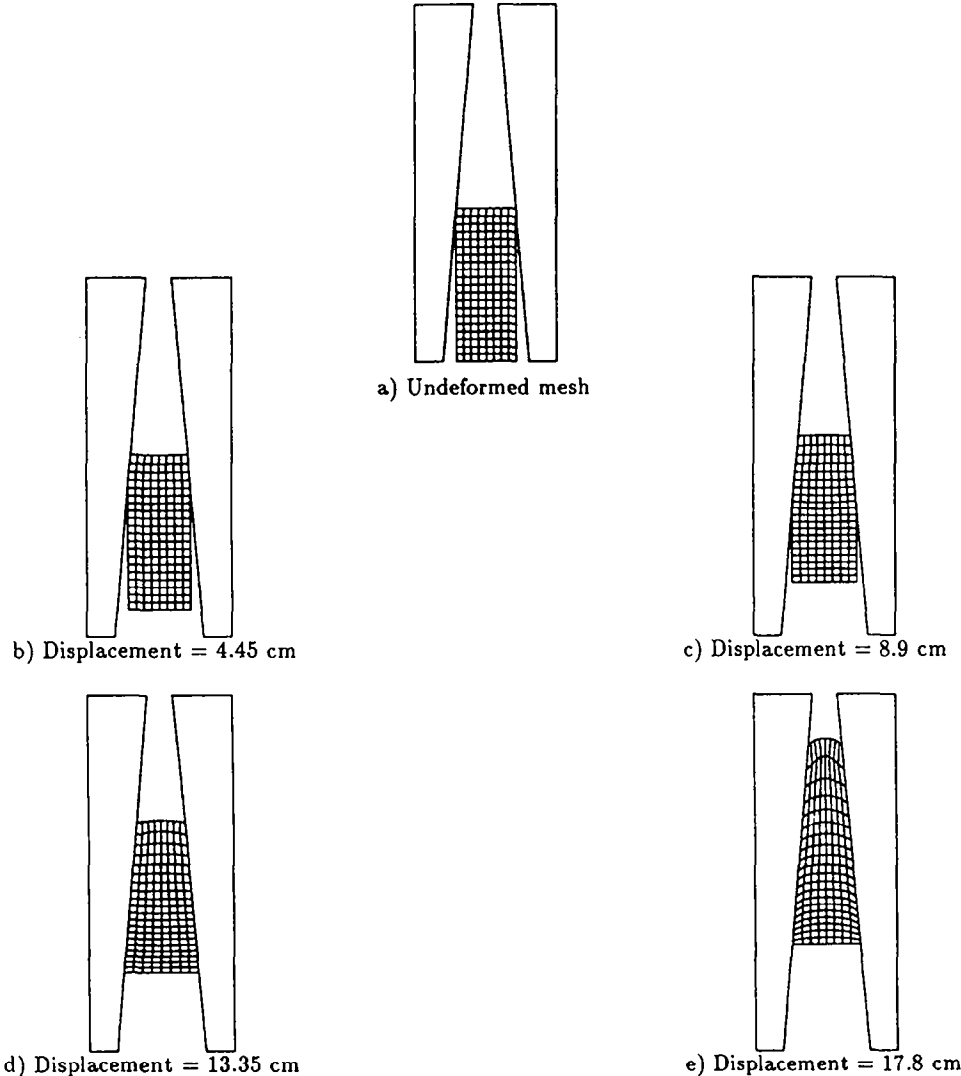 a) Undeformed mesh
b) Displacement = 4.45 cm
c) Displacement = 8.9 cm
d) Displacement = 13.35 cm
e) Displacement = 17.8 cm